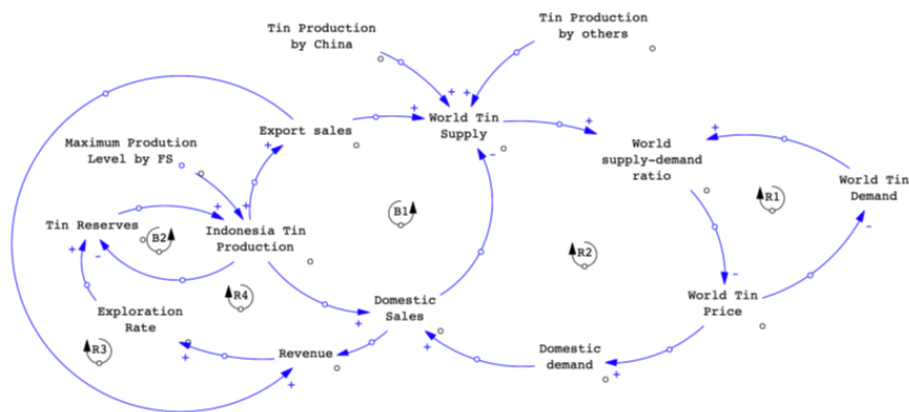 Tin Production
by China
Tin Production
by others
+
+
+
Export sales
World Tin
Supply
+
+
Maximum Prodution
Level by FS
+
-
World
supply-demand
ratio
World Tin
Demand
R1
+
+
Tin Reserves
B2
Indonesia Tin
Production
B1
-
+
-
R2
-
R4
World Tin
Price
Exploration
Rate
Domestic
Sales
+
+
R3
+
Revenue
Domestic
demand
+
+